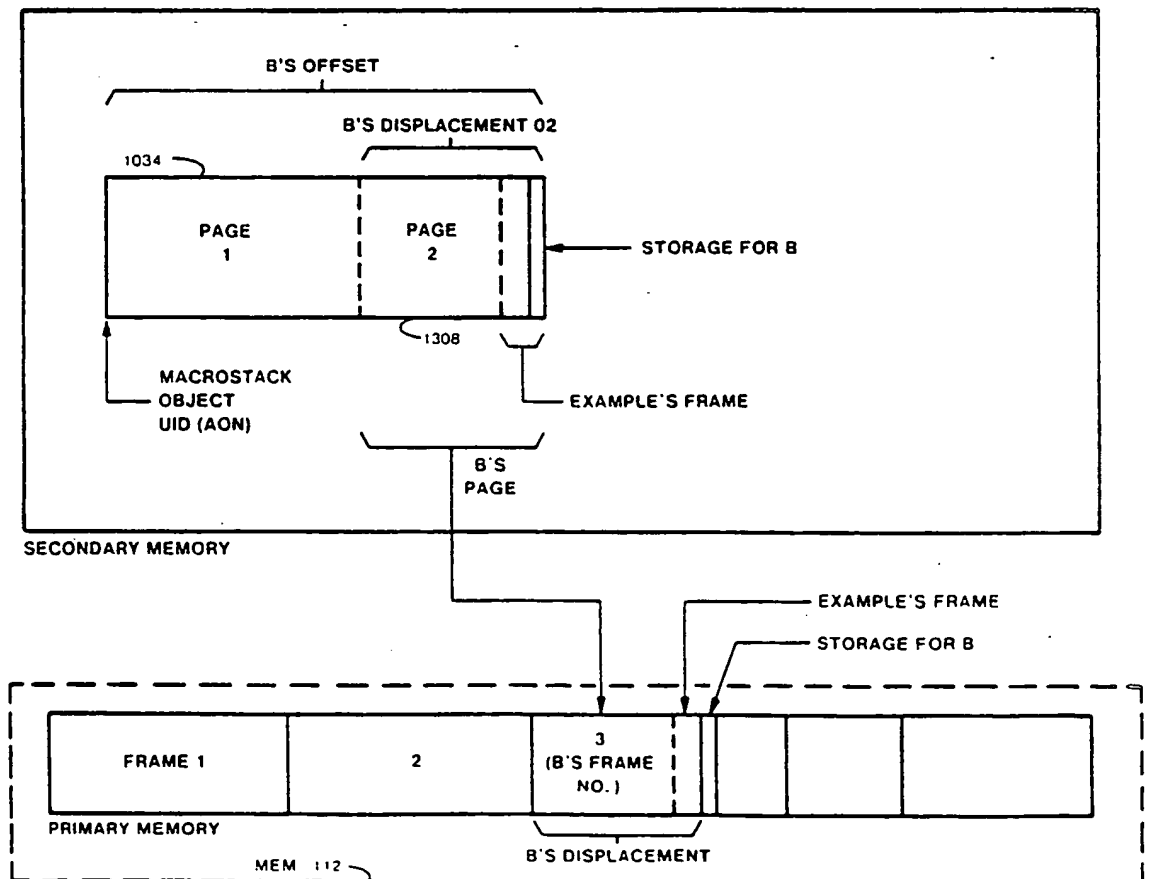 B'S OFFSET
B'S DISPLACEMENT 02
1034
PAGE
1
PAGE
2
STORAGE FOR B
1308
MACROSTACK
OBJECT
UID (AON)
EXAMPLE'S FRAME
B'S
PAGE
SECONDARY MEMORY
EXAMPLE'S FRAME
STORAGE FOR B
FRAME 1
2
3
(B'S FRAME
NO.)
PRIMARY MEMORY
B'S DISPLACEMENT
MEM 112